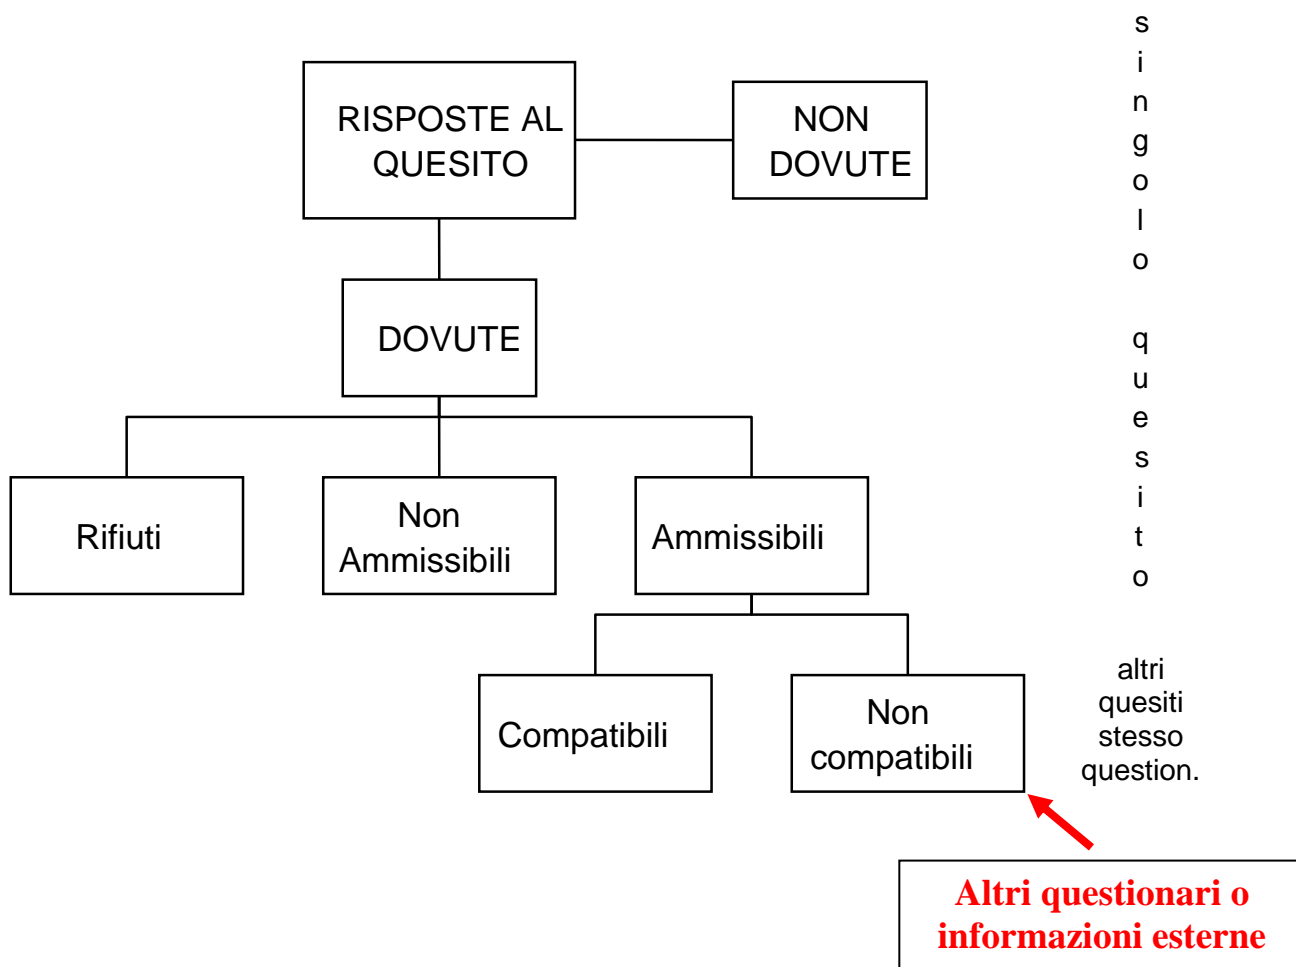 RISPOSTE AL
QUESITO
NON
DOVUTE
DOVUTE
Rifiuti
Non
Ammissibili
Ammissibili
Compatibili
Non
compatibili
s
i
n
g
o
l
o
q
u
e
s
i
t
o
altri
quesiti
stesso
question.
Altri questionari o
informazioni esterne